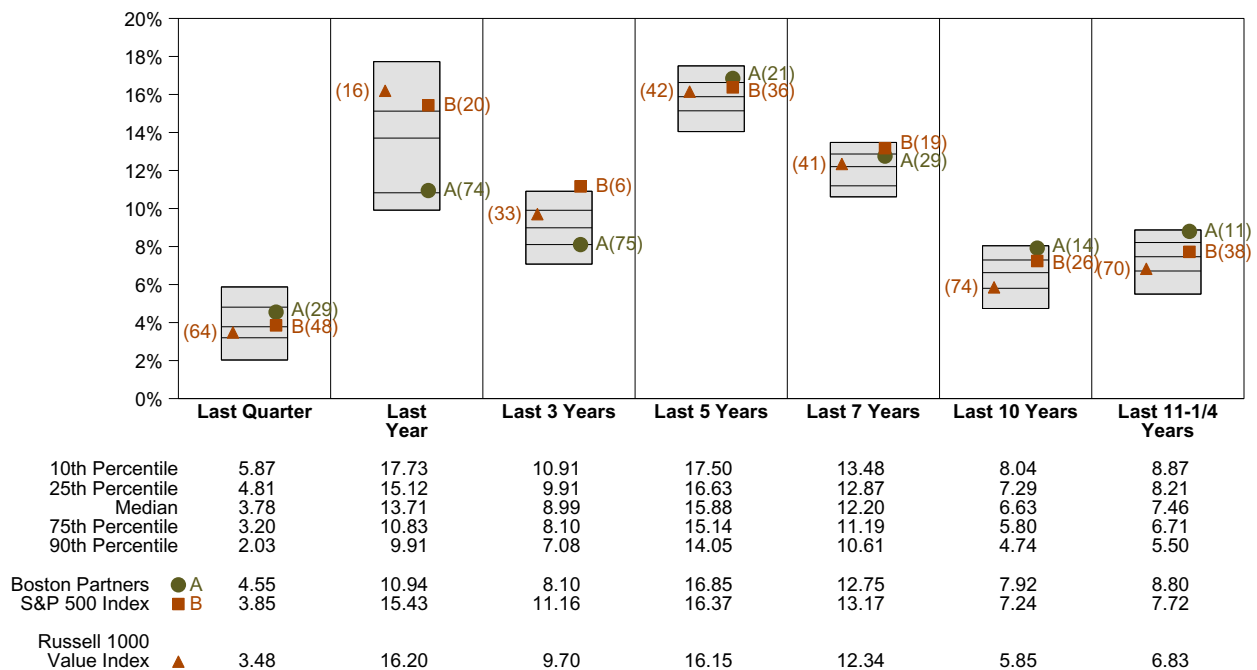 20%
18%
16%
14%
12%
10%
8%
6%
4%
2%
0%
(64)
A(29)
B(48)
(16)
B(20)
A(74)
(33)
B(6)
A(75)
(42)
A(21)
B(36)
(41)
B(19)
A(29)
(74)
A(14)
B(26)
(70)
A(11)
B(38)
Last Quarter
Last
Year
Last 3 Years
Last 5 Years
Last 7 Years
Last 10 Years
Last 11-1/4
Years
10th Percentile 5.87 17.73 10.91 17.50 13.48 8.04 8.87
25th Percentile 4.81 15.12 9.91 16.63 12.87 7.29 8.21
Median 3.78 13.71 8.99 15.88 12.20 6.63 7.46
75th Percentile 3.20 10.83 8.10 15.14 11.19 5.80 6.71
90th Percentile 2.03 9.91 7.08 14.05 10.61 4.74 5.50
Boston Partners A 4.55 10.94 8.10 16.85 12.75 7.92 8.80
S&P 500 Index B 3.85 15.43 11.16 16.37 13.17 7.24 7.72
Russell 1000
Value Index 3.48 16.20 9.70 16.15 12.34 5.85 6.83